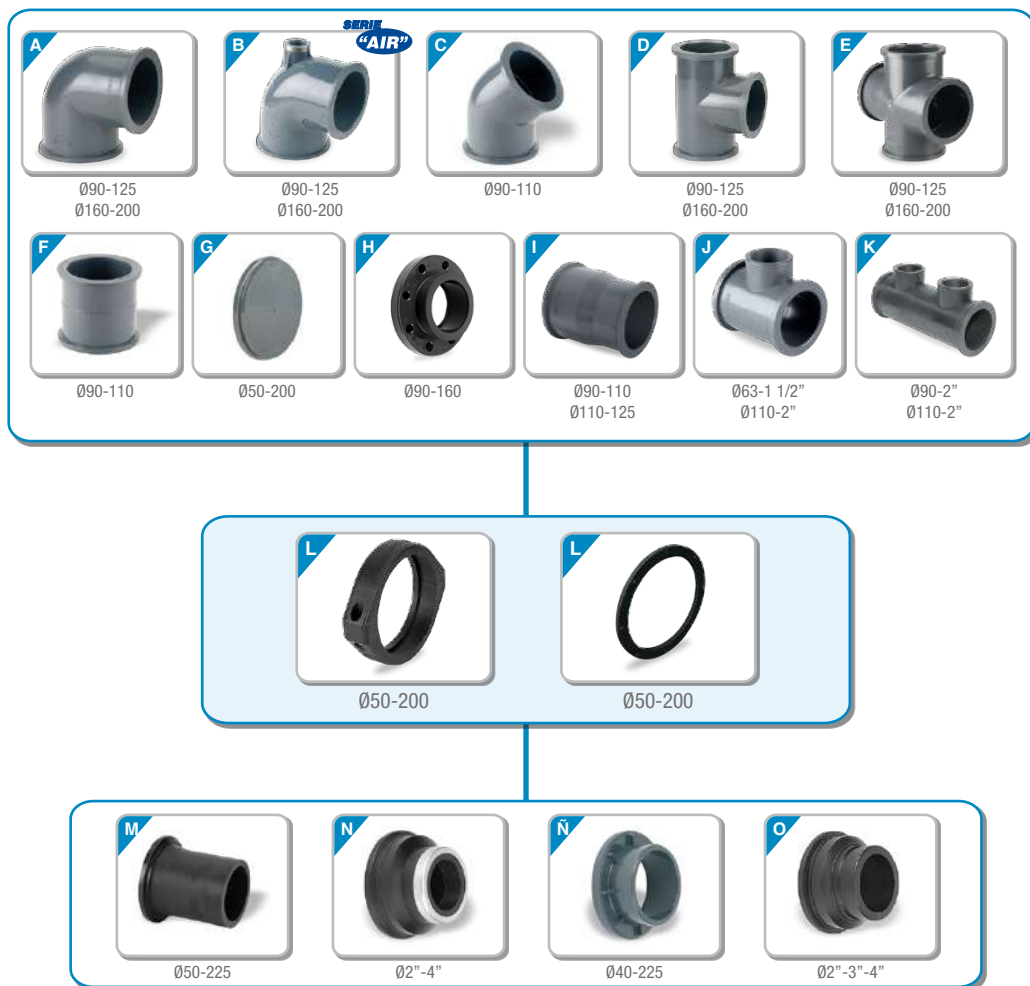 SERIE
“AIR”
A
B
C
D
E
Ø90-125
Ø160-200
Ø90-125
Ø160-200
Ø90-110
Ø90-125
Ø160-200
Ø90-125
Ø160-200
F
G
H
I
J
K
Ø90-110
Ø50-200
Ø90-160
Ø90-110
Ø110-125
Ø63-1 1/2”
Ø110-2”
Ø90-2”
Ø110-2”
L
L
Ø50-200
Ø50-200
M
N
Ñ
O
Ø50-225
Ø2”-4”
Ø40-225
Ø2”-3”-4”